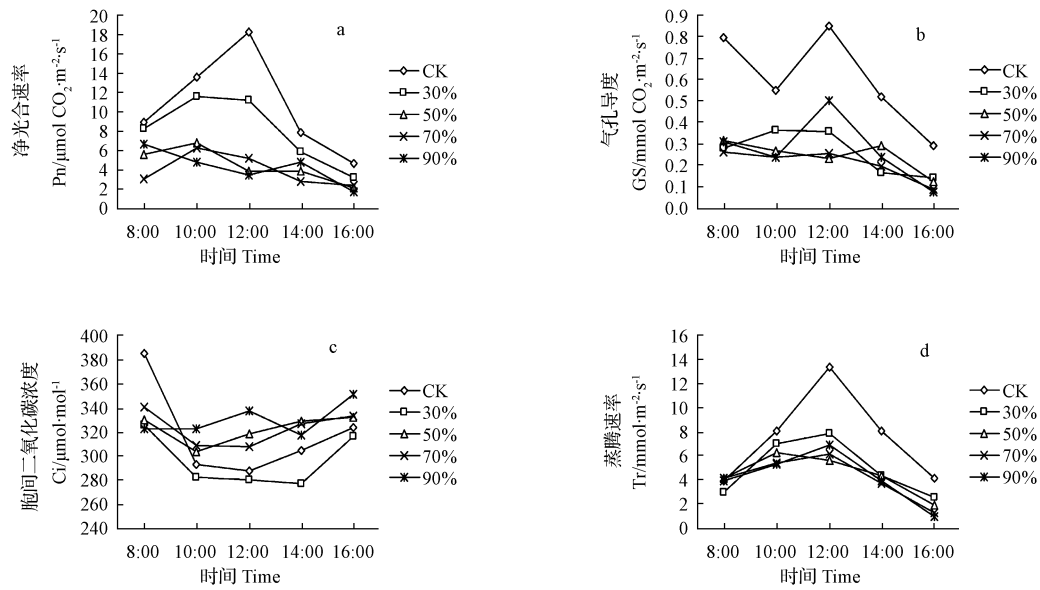 净光合速率
Pn/μmol CO₂·m⁻²·s⁻¹
20
18
16
14
12
10
8
6
4
2
0
a
CK
30%
50%
70%
90%
8:00 10:00 12:00 14:00 16:00
时间 Time
气孔导度
GS/mmol CO₂·m⁻²·s⁻¹
0.9
0.8
0.7
0.6
0.5
0.4
0.3
0.2
0.1
0.0
b
CK
30%
50%
70%
90%
8:00 10:00 12:00 14:00 16:00
时间 Time
胞间二氧化碳浓度
Ci/μmol·mol⁻¹
400
380
360
340
320
300
280
260
240
c
CK
30%
50%
70%
90%
8:00 10:00 12:00 14:00 16:00
时间 Time
蒸腾速率
Tr/mmol·m⁻²·s⁻¹
16
14
12
10
8
6
4
2
0
d
CK
30%
50%
70%
90%
8:00 10:00 12:00 14:00 16:00
时间 Time